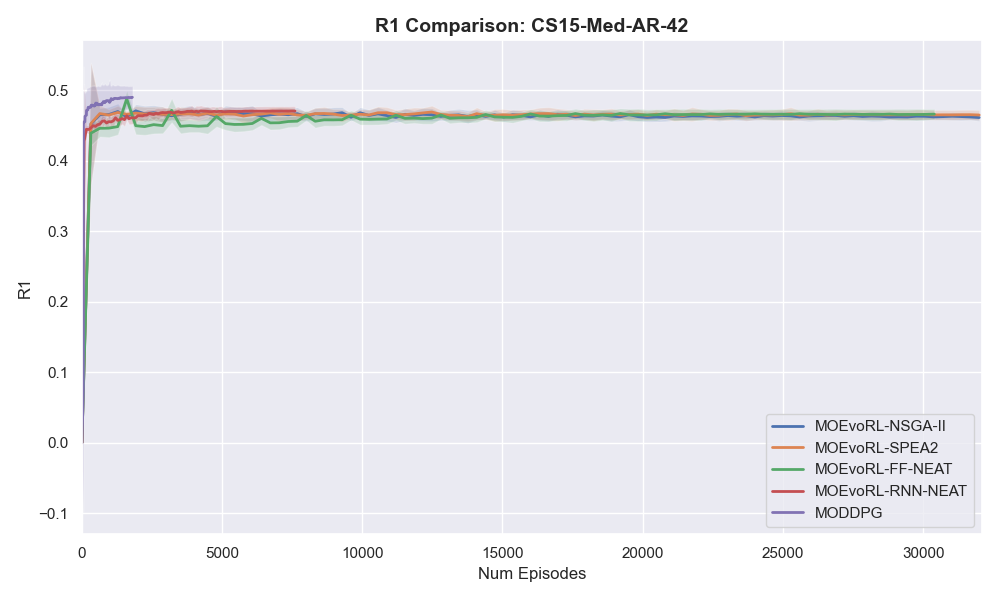 R1 Comparison: CS15-Med-AR-42
0.5
0.4
0.3
0.2
0.1
0.0
−0.1
R1
0 5000 10000 15000 20000 25000 30000
Num Episodes
MOEvoRL-NSGA-II
MOEvoRL-SPEA2
MOEvoRL-FF-NEAT
MOEvoRL-RNN-NEAT
MODDPG